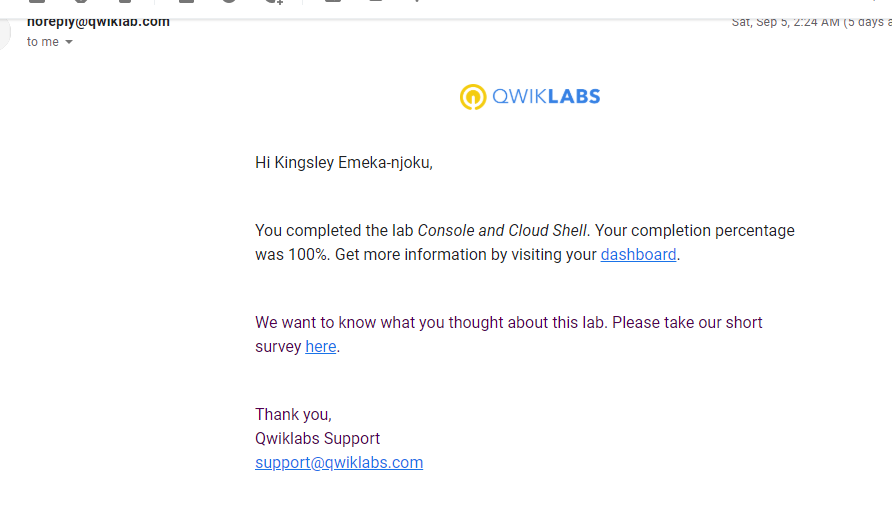 noreply@qwiklab.com
Sat, Sep 5, 2:24 AM (5 days a
to me
QWIKLABS
Hi Kingsley Emeka-njoku,
You completed the lab Console and Cloud Shell. Your completion percentage
was 100%. Get more information by visiting your dashboard.
We want to know what you thought about this lab. Please take our short
survey here.
Thank you,
Qwiklabs Support
support@qwiklabs.com